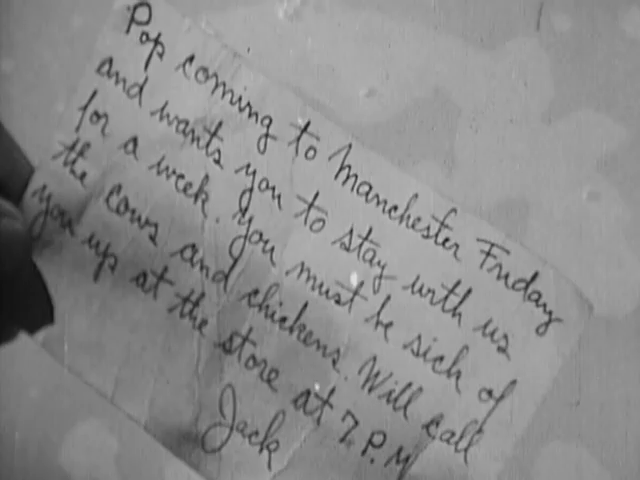 Pop coming to Manchester Friday
and wants you to stay with us
for a week. You must be sick of
the cows and chickens. Will call
you up at the store at 7 P.M
Jack